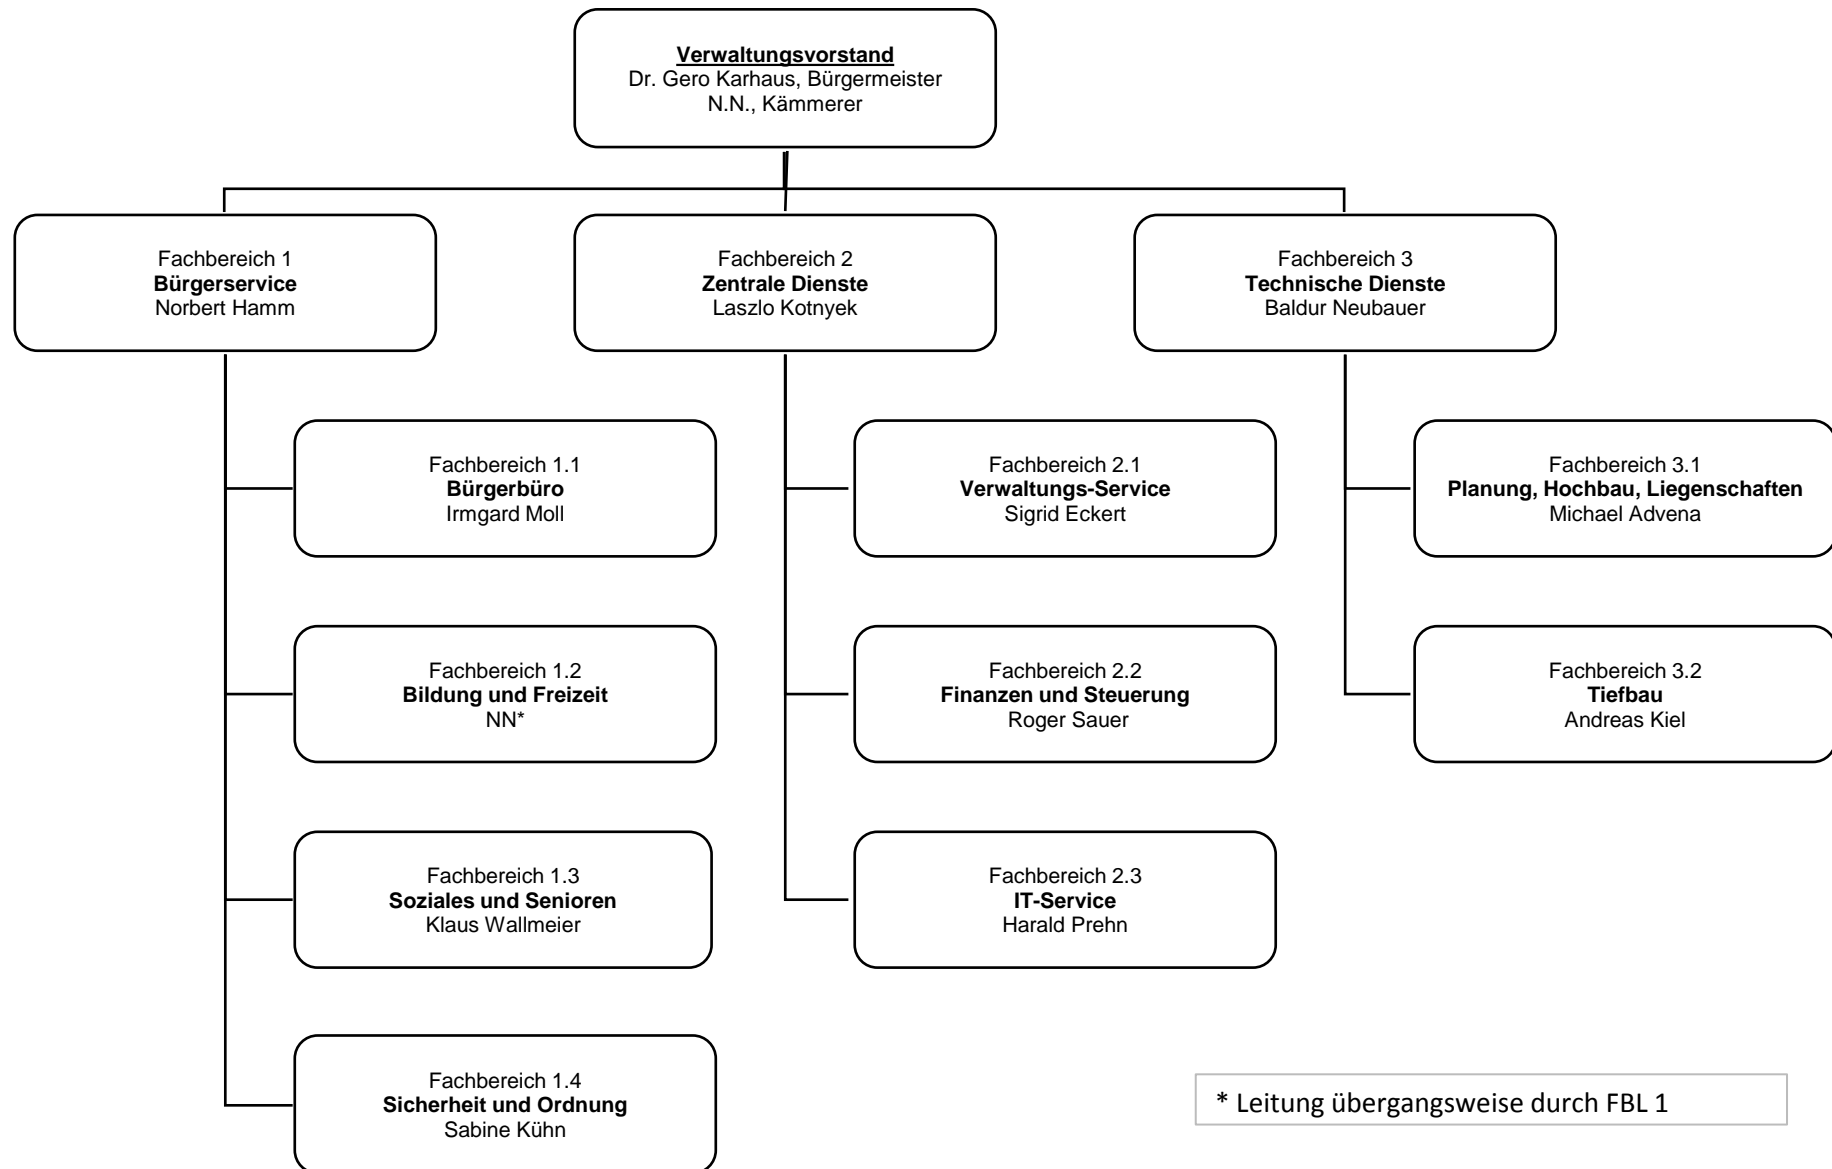 Verwaltungsvorstand
Dr. Gero Karhaus, Bürgermeister
N.N., Kämmerer
Fachbereich 1
Bürgerservice
Norbert Hamm
Fachbereich 2
Zentrale Dienste
Laszlo Kotnyek
Fachbereich 3
Technische Dienste
Baldur Neubauer
Fachbereich 1.1
Bürgerbüro
Irmgard Moll
Fachbereich 2.1
Verwaltungs-Service
Sigrid Eckert
Fachbereich 3.1
Planung, Hochbau, Liegenschaften
Michael Advena
Fachbereich 1.2
Bildung und Freizeit
NN*
Fachbereich 2.2
Finanzen und Steuerung
Roger Sauer
Fachbereich 3.2
Tiefbau
Andreas Kiel
Fachbereich 1.3
Soziales und Senioren
Klaus Wallmeier
Fachbereich 2.3
IT-Service
Harald Prehn
Fachbereich 1.4
Sicherheit und Ordnung
Sabine Kühn
* Leitung übergangsweise durch FBL 1